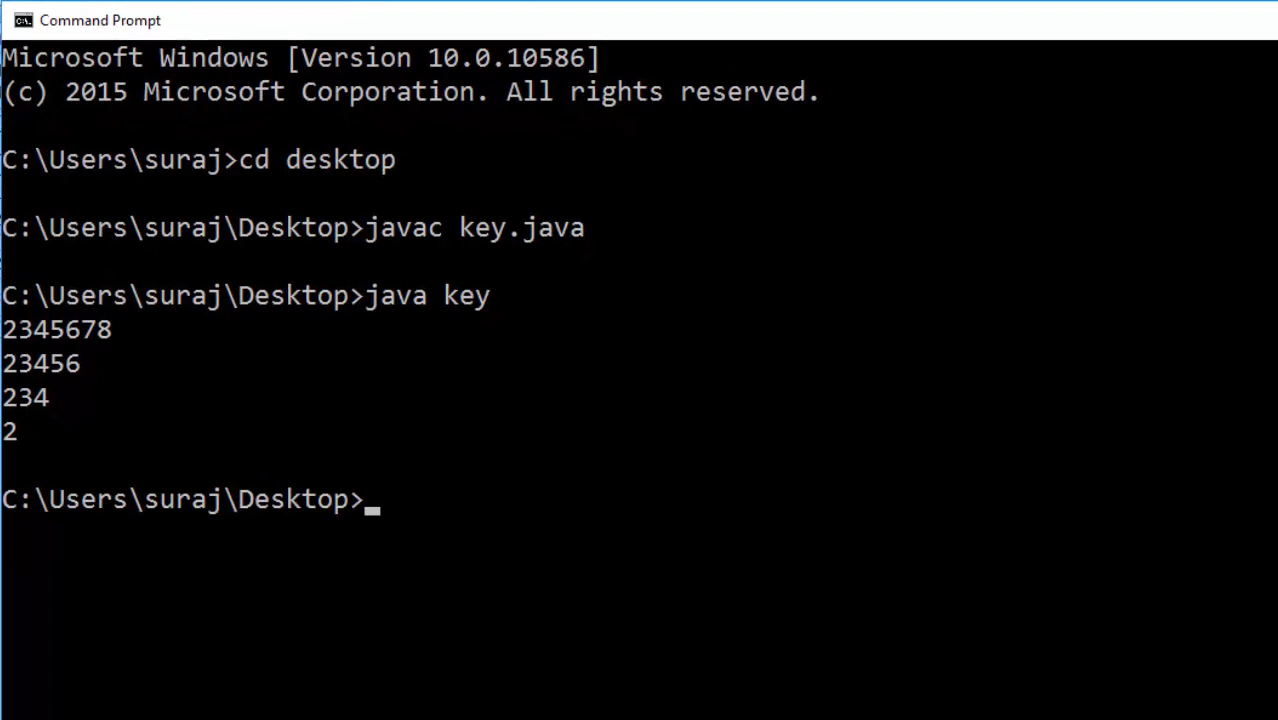 Command Prompt
Microsoft Windows [Version 10.0.10586]
(c) 2015 Microsoft Corporation. All rights reserved.
C:\Users\suraj>cd desktop
C:\Users\suraj\Desktop>javac key.java
C:\Users\suraj\Desktop>java key
2345678
23456
234
2
C:\Users\suraj\Desktop>